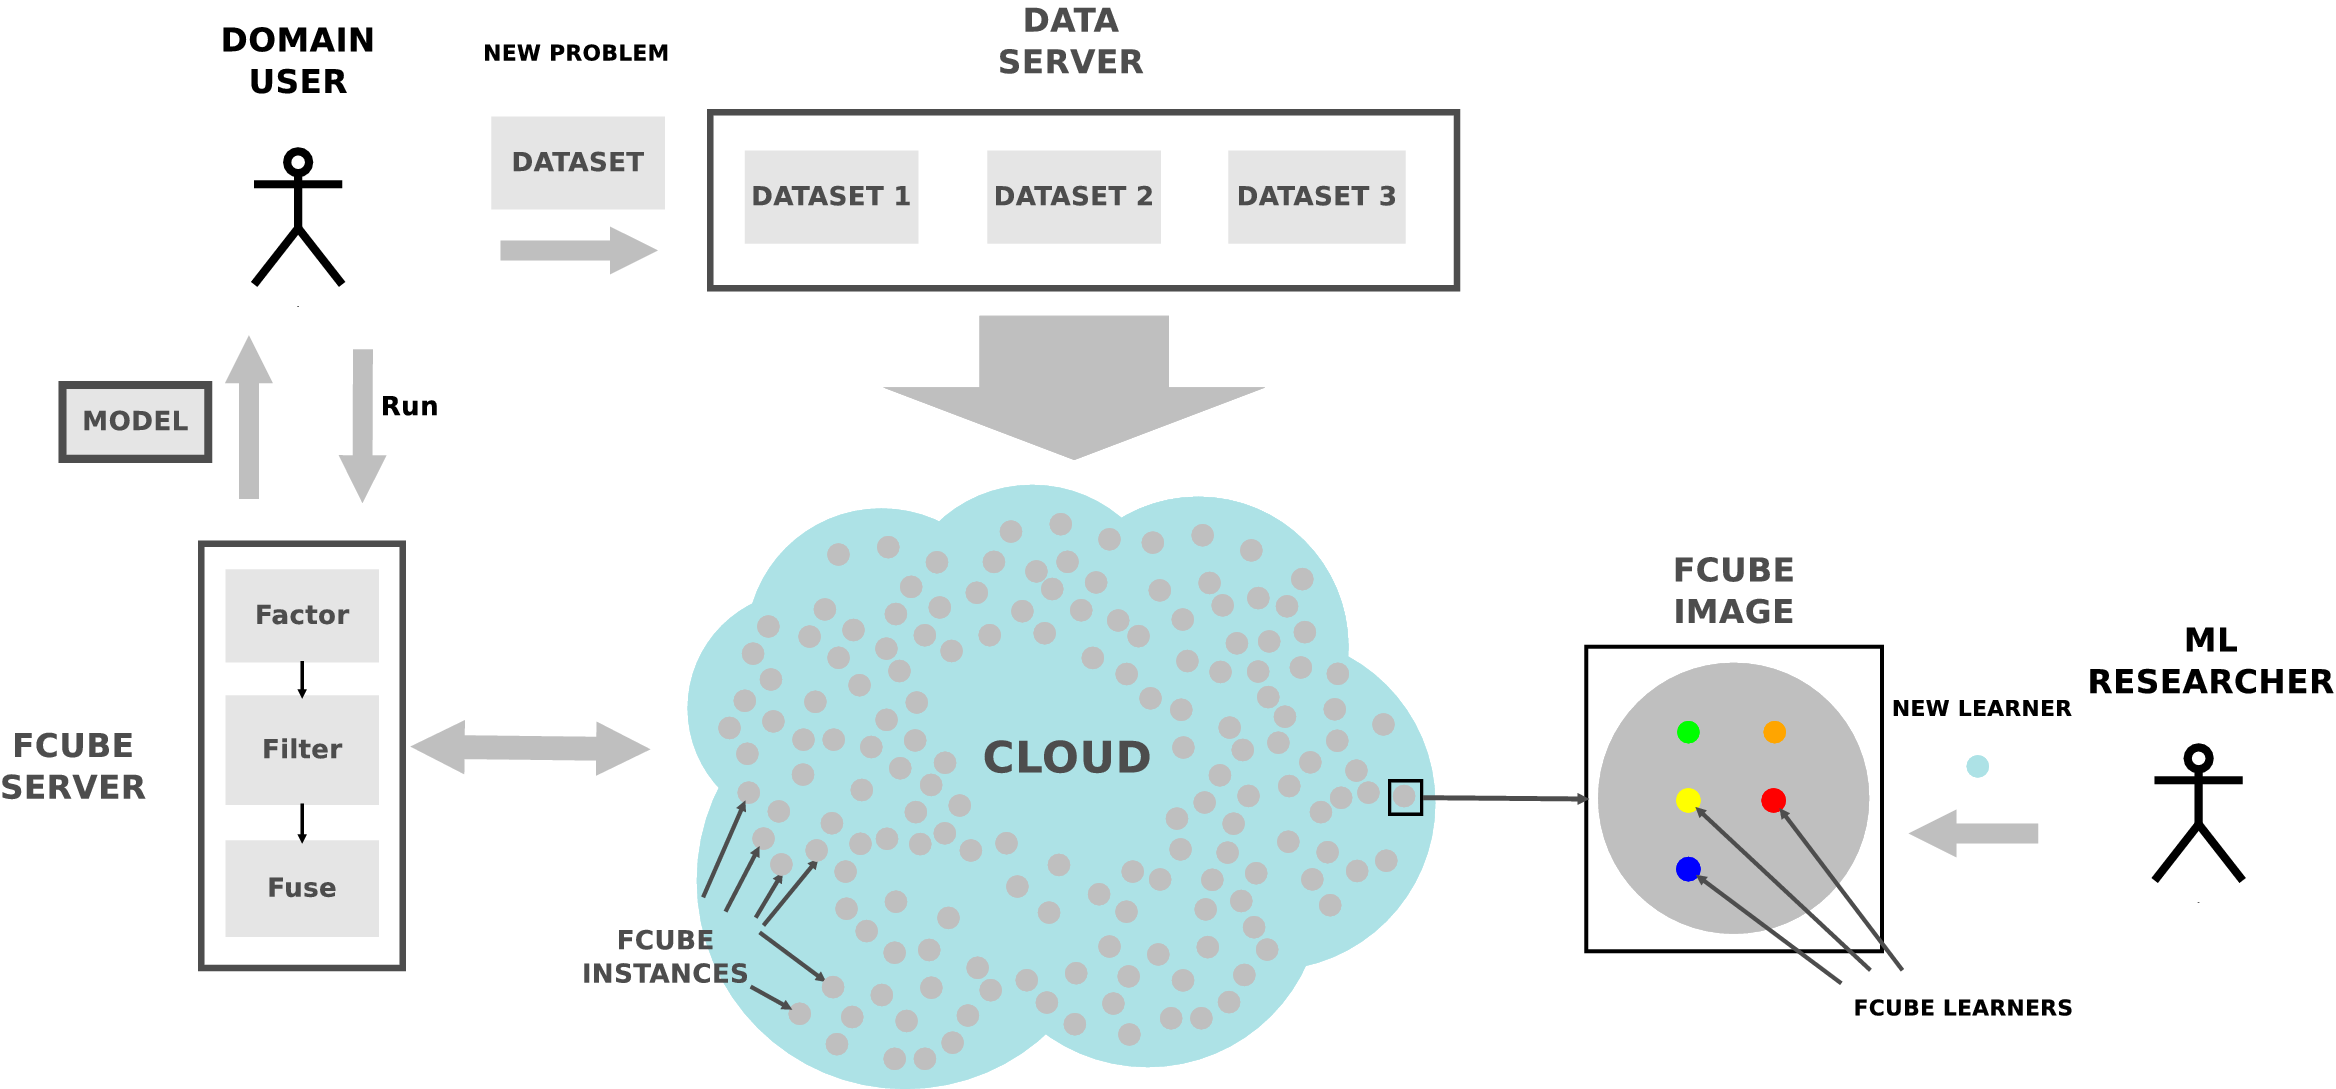 DOMAIN
USER
NEW PROBLEM
DATASET
DATA
SERVER
DATASET 1
DATASET 2
DATASET 3
MODEL
Run
FCUBE
SERVER
Factor
Filter
Fuse
CLOUD
FCUBE
INSTANCES
FCUBE
IMAGE
NEW LEARNER
ML
RESEARCHER
FCUBE LEARNERS